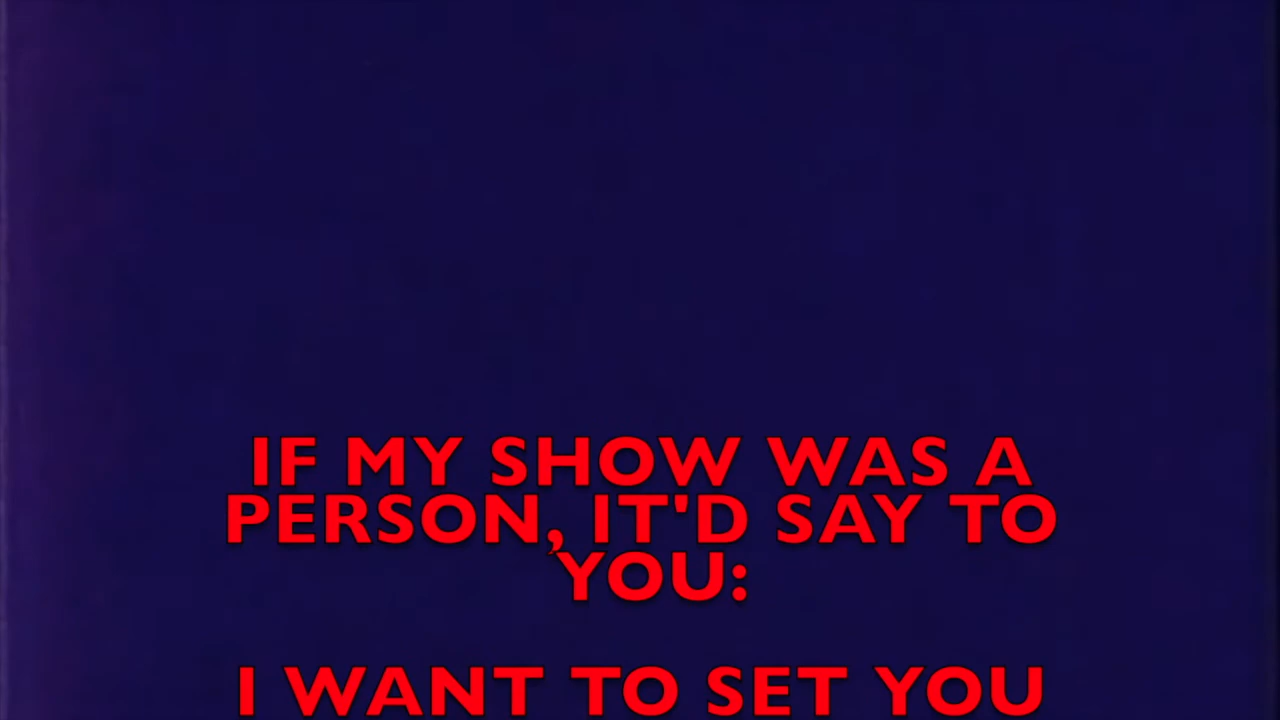 IF MY SHOW WAS A
PERSON, IT'D SAY TO
YOU:
I WANT TO SET YOU